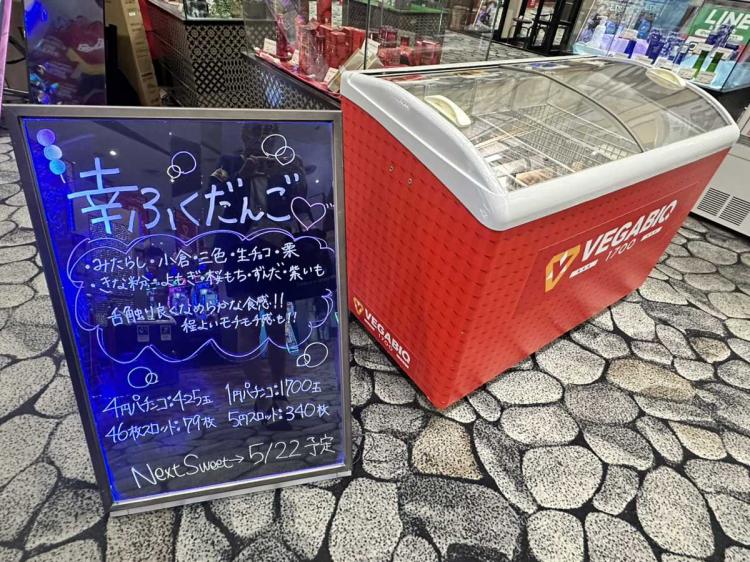 幸ふくだんご♡
・みたらし・小倉・三色・生チョコ・栗
・きな粉・よもぎ・桜もち・ずんだ・紫いも
舌触り良くなめらかな食感!!
程よいモチモチ感も!!
4円パチンコ:425玉 1円パチンコ:1700玉
46枚スロット:79枚 5円スロット:340枚
Next Sweet→5/22予定
VEGABIO
1700
VEGABIO
LINE